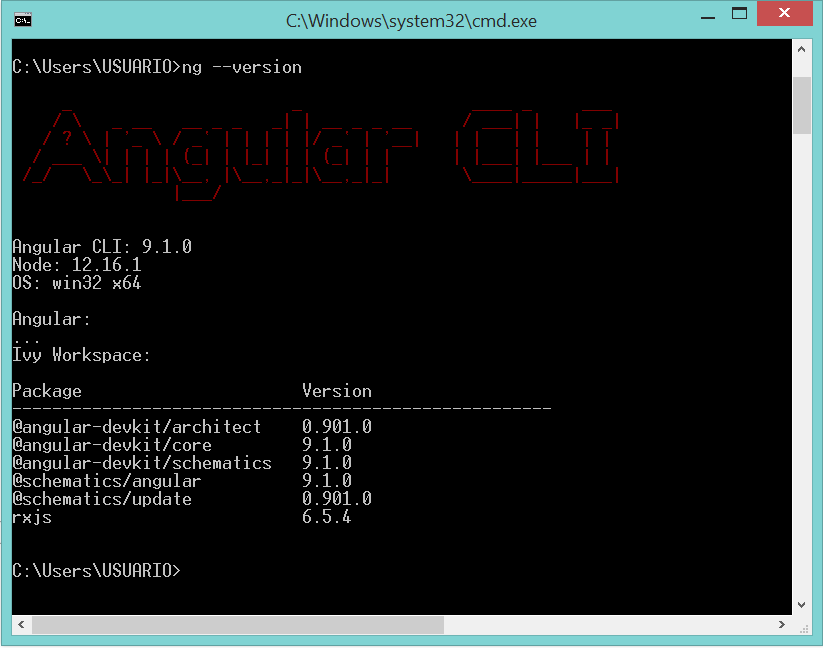 C:\Windows\system32\cmd.exe
C:\Users\USUARIO>ng --version
Angular CLI
Angular CLI: 9.1.0
Node: 12.16.1
OS: win32 x64
Angular:
...
Ivy Workspace:
Package Version
------------------------------------------------------
@angular-devkit/architect 0.901.0
@angular-devkit/core 9.1.0
@angular-devkit/schematics 9.1.0
@schematics/angular 9.1.0
@schematics/update 0.901.0
rxjs 6.5.4
C:\Users\USUARIO>